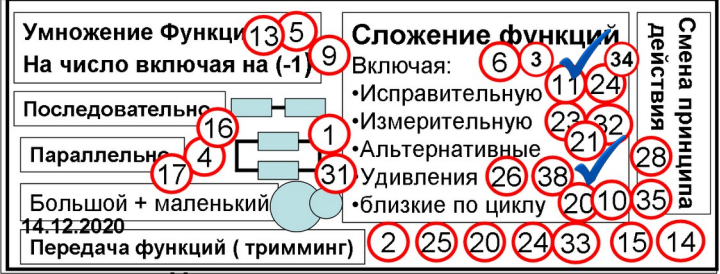 Умножение Функци 13 5
На число включая на (-1) 9
Последовательно 16
Параллельно 17 4 1 31
Большой + маленький
14.12.2020
Передача функций ( тримминг) 2 25 20 24 33 15 14
Сложение функций
Включая: 6 3 34
•Исправительную 11 24
•Измерительную 23 32
•Альтернативные 21
•Удивления 26 38
•близкие по циклу 20 10 35
Смена принципа
действия
28